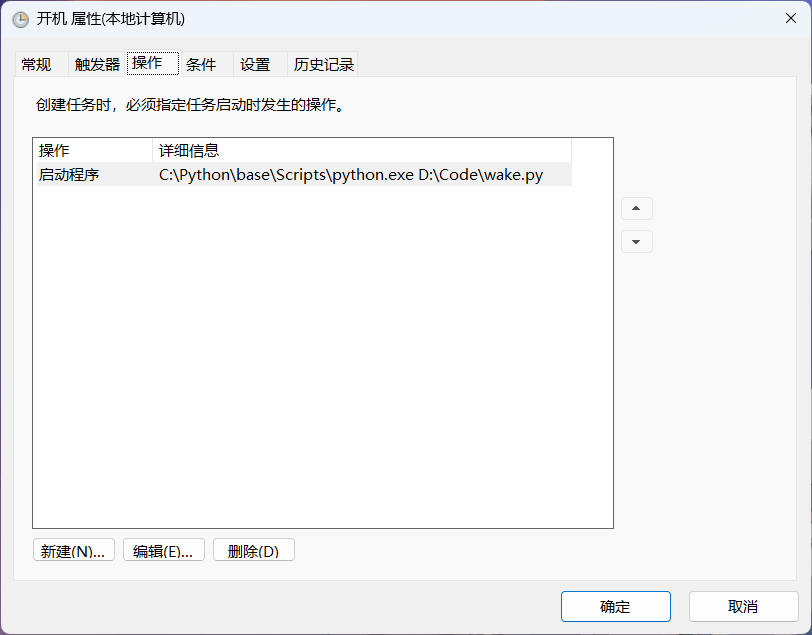 开机 属性(本地计算机)
常规 触发器 操作 条件 设置 历史记录
创建任务时，必须指定任务启动时发生的操作。
操作 详细信息
启动程序 C:\Python\base\Scripts\python.exe D:\Code\wake.py
新建(N)... 编辑(E)... 删除(D)
确定 取消